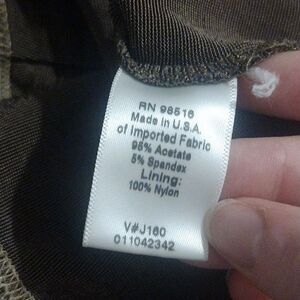 RN 98516
Made in U.S.A.
of Imported Fabric
95% Acetate
5% Spandex
Lining:
100% Nylon
V#J160
011042342